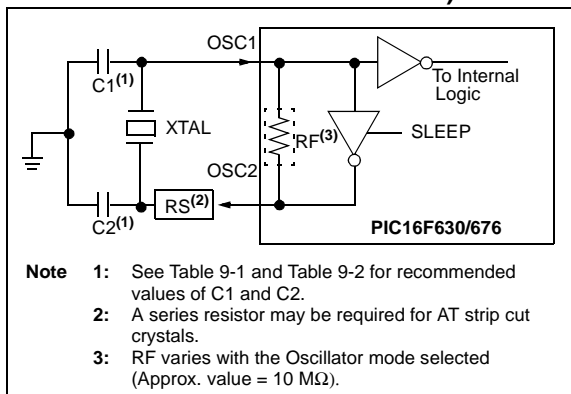 OSC1
C1(1)
To Internal
Logic
XTAL
RF(3)
SLEEP
OSC2
RS(2)
C2(1)
PIC16F630/676
Note 1: See Table 9-1 and Table 9-2 for recommended
values of C1 and C2.
2: A series resistor may be required for AT strip cut
crystals.
3: RF varies with the Oscillator mode selected
(Approx. value = 10 MΩ).